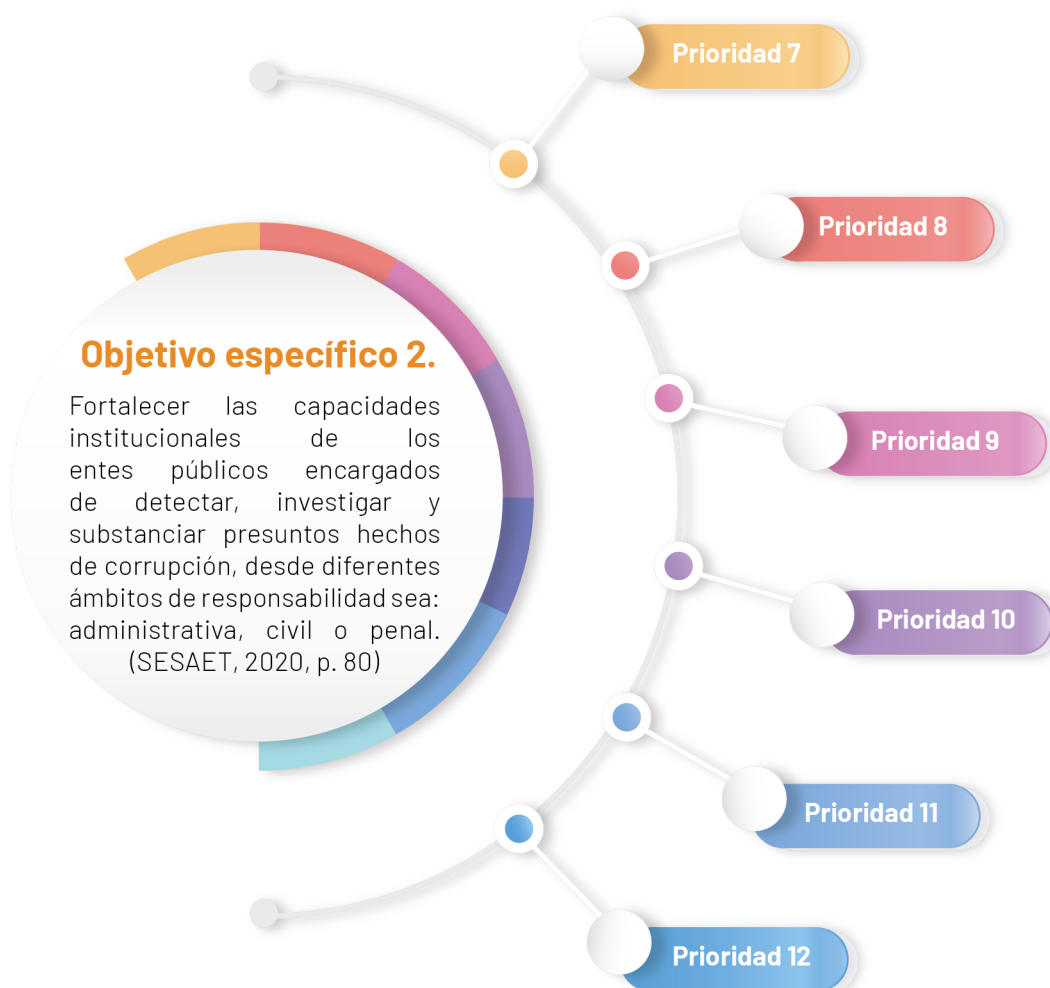 Objetivo específico 2.
Fortalecer las capacidades
institucionales de los
entes públicos encargados
de detectar, investigar y
substanciar presuntos hechos
de corrupción, desde diferentes
ámbitos de responsabilidad sea:
administrativa, civil o penal.
(SESAET, 2020, p. 80)
Prioridad 7
Prioridad 8
Prioridad 9
Prioridad 10
Prioridad 11
Prioridad 12